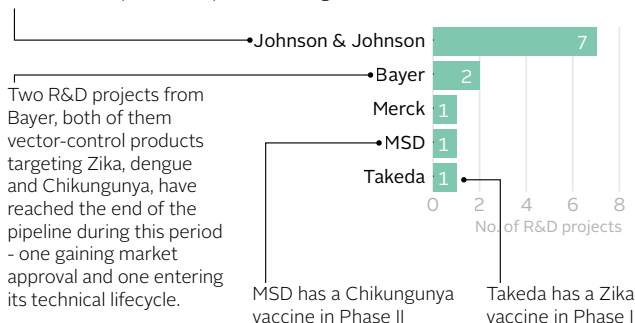 Johnson & Johnson 7
Bayer 2
Merck 1
MSD 1
Takeda 1
0 2 4 6 8
No. of R&D projects
Two R&D projects from
Bayer, both of them
vector-control products
targeting Zika, dengue
and Chikungunya, have
reached the end of the
pipeline during this period
- one gaining market
approval and one entering
its technical lifecycle.
MSD has a Chikungunya
vaccine in Phase II
Takeda has a Zika
vaccine in Phase I